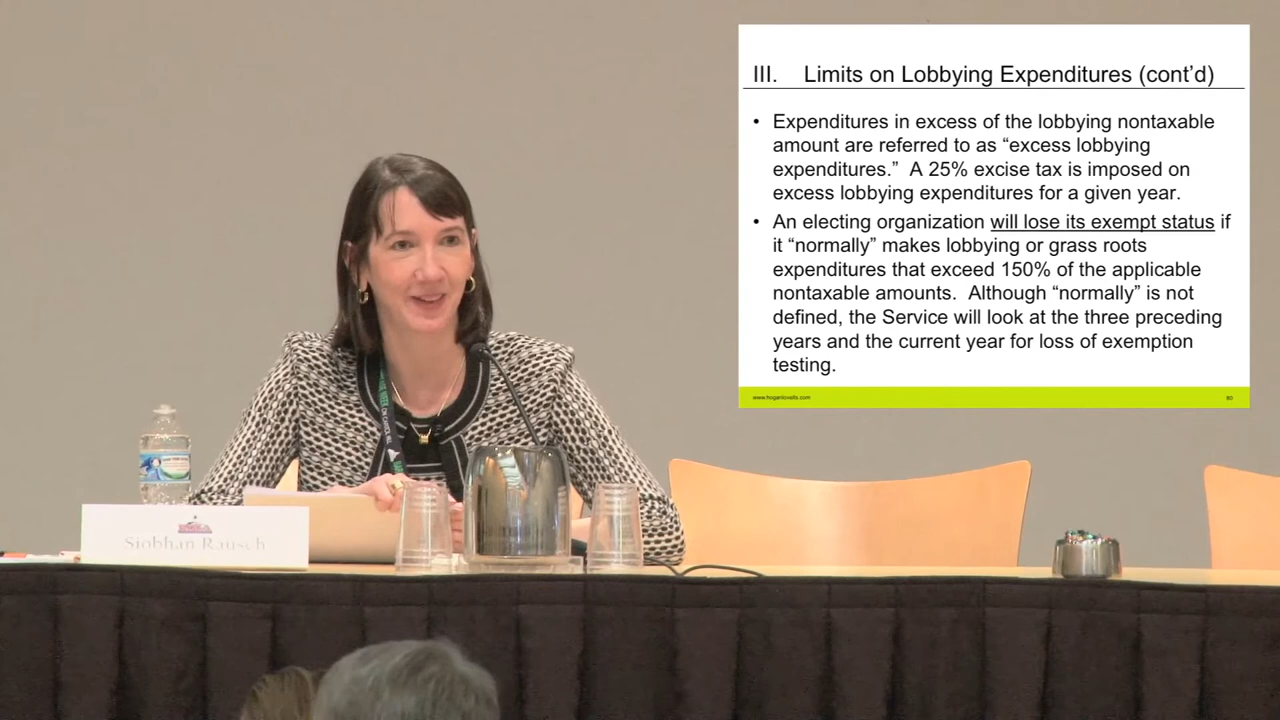 III. Limits on Lobbying Expenditures (cont’d)
• Expenditures in excess of the lobbying nontaxable
amount are referred to as “excess lobbying
expenditures.” A 25% excise tax is imposed on
excess lobbying expenditures for a given year.
• An electing organization will lose its exempt status if
it “normally” makes lobbying or grass roots
expenditures that exceed 150% of the applicable
nontaxable amounts. Although “normally” is not
defined, the Service will look at the three preceding
years and the current year for loss of exemption
testing.
www.hoganlovells.com
90
Siobhan Rausch